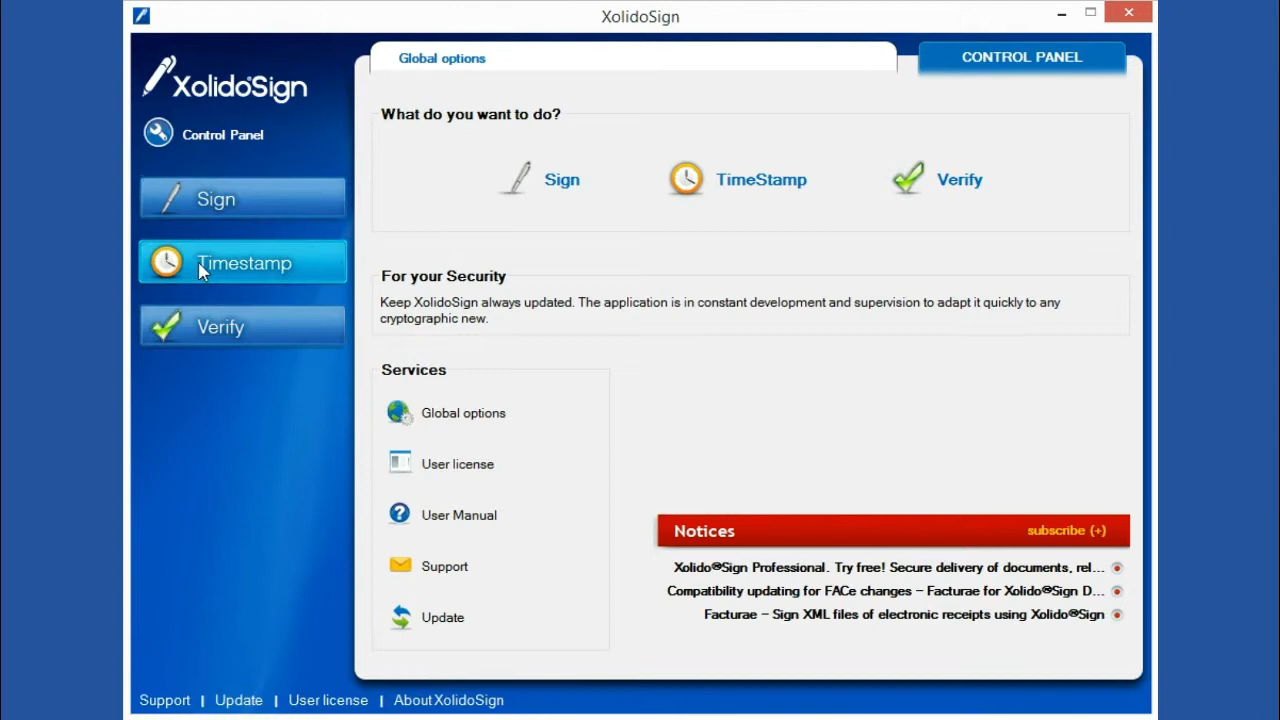 XolidoSign
XolidoSign
Control Panel
Sign
Timestamp
Verify
Global options
CONTROL PANEL
What do you want to do?
Sign
TimeStamp
Verify
For your Security
Keep XolidoSign always updated. The application is in constant development and supervision to adapt it quickly to any
cryptographic new.
Services
Global options
User license
User Manual
Support
Update
Notices
subscribe (+)
Xolido®Sign Professional. Try free! Secure delivery of documents, rel...
Compatibility updating for FACe changes – Facturae for Xolido®Sign D...
Facturae – Sign XML files of electronic receipts using Xolido®Sign
Support | Update | User license | About XolidoSign